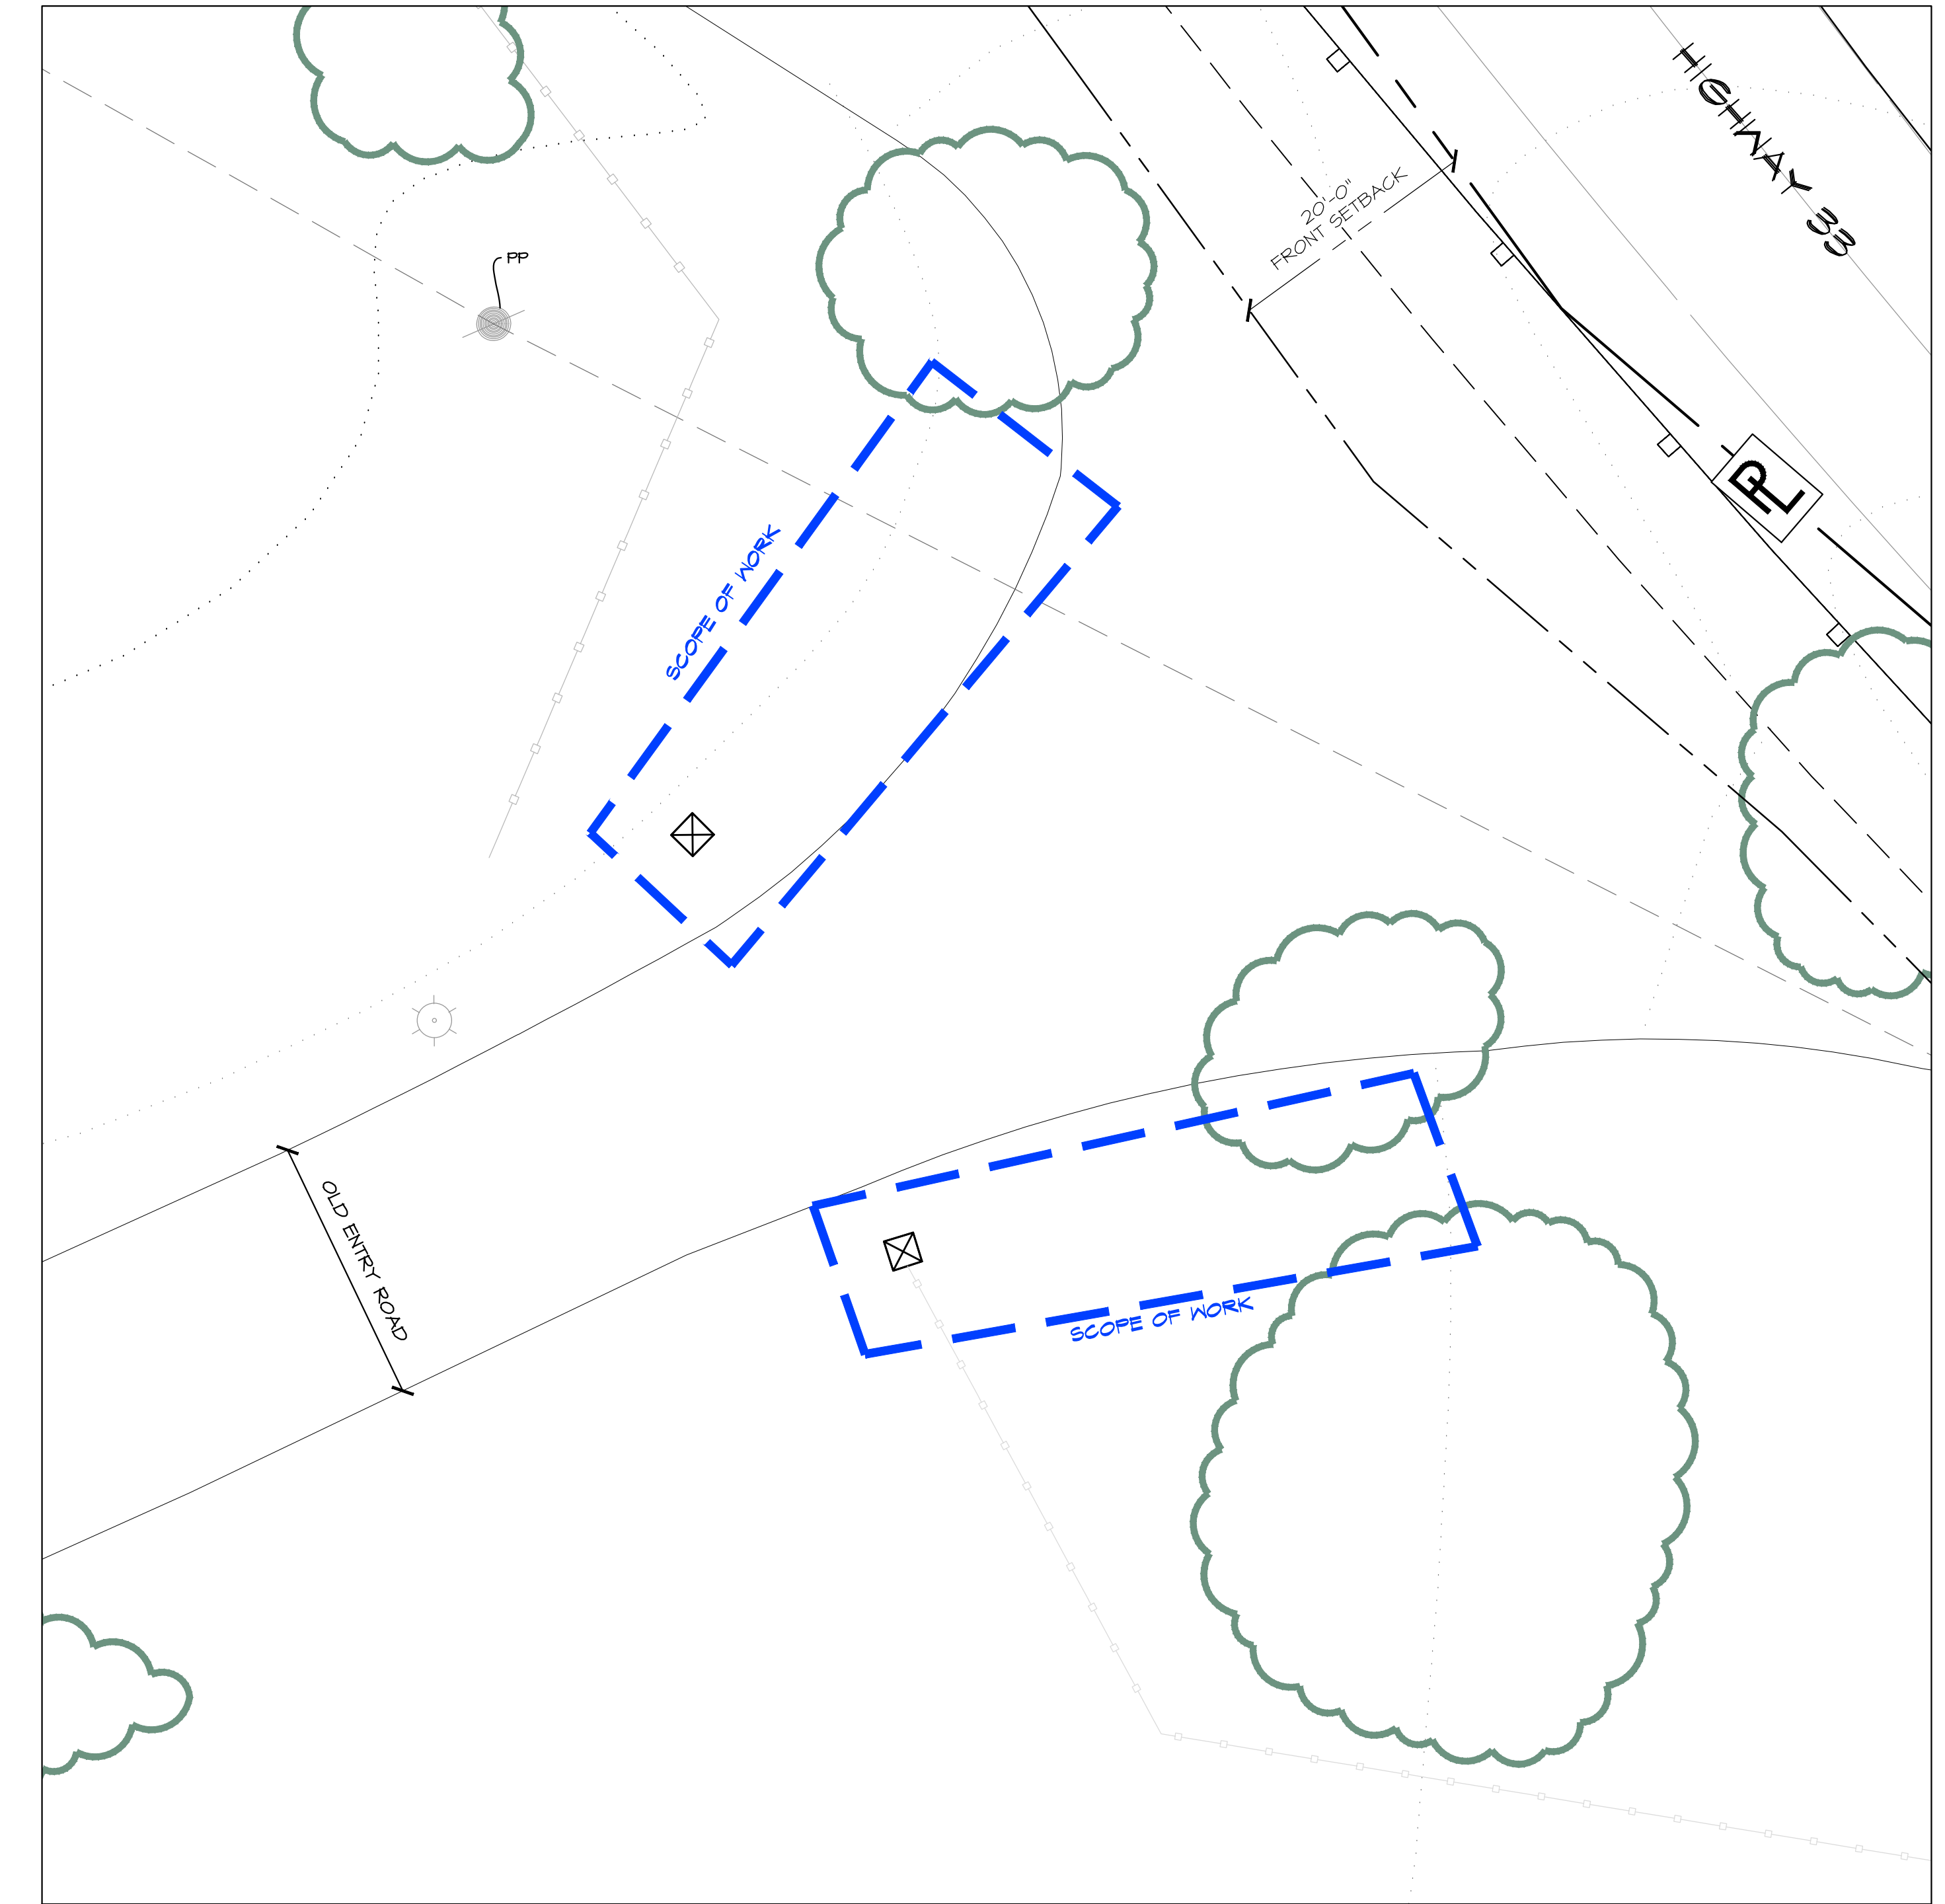 HIGHWAY 33
20'-0"
FRONT SETBACK
PP
PL
SCOPE OF WORK
OLD ENTRY ROAD
SCOPE OF WORK